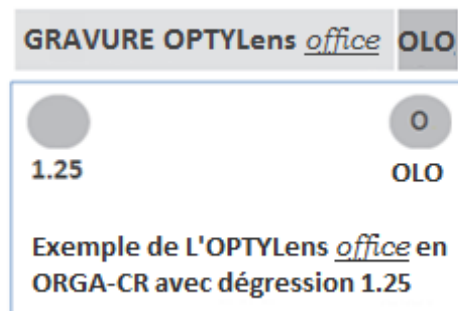 GRAVURE OPTYLens office OLO
O
1.25 OLO
Exemple de L'OPTYLens office en
ORGA-CR avec dégression 1.25